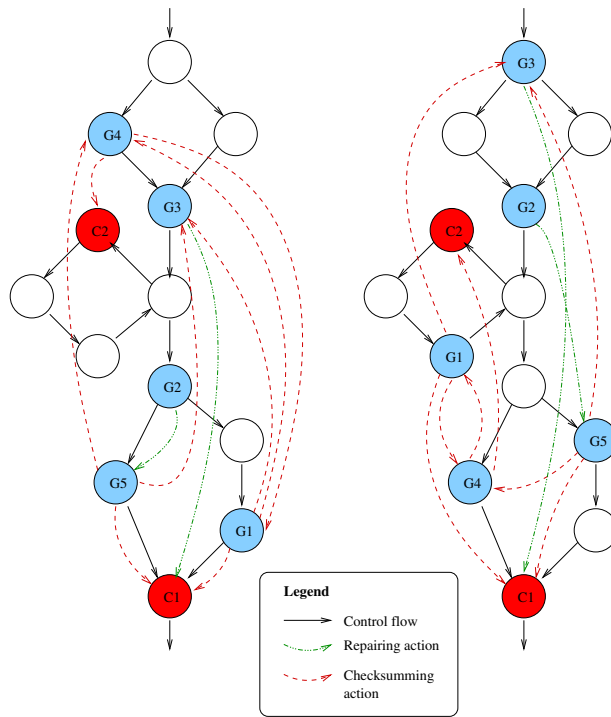 G3
G4
G3
G2
C2
C2
G1
G2
G5
G5
G4
G1
C1
C1
Legend
Control flow
Repairing action
Checksumming
action